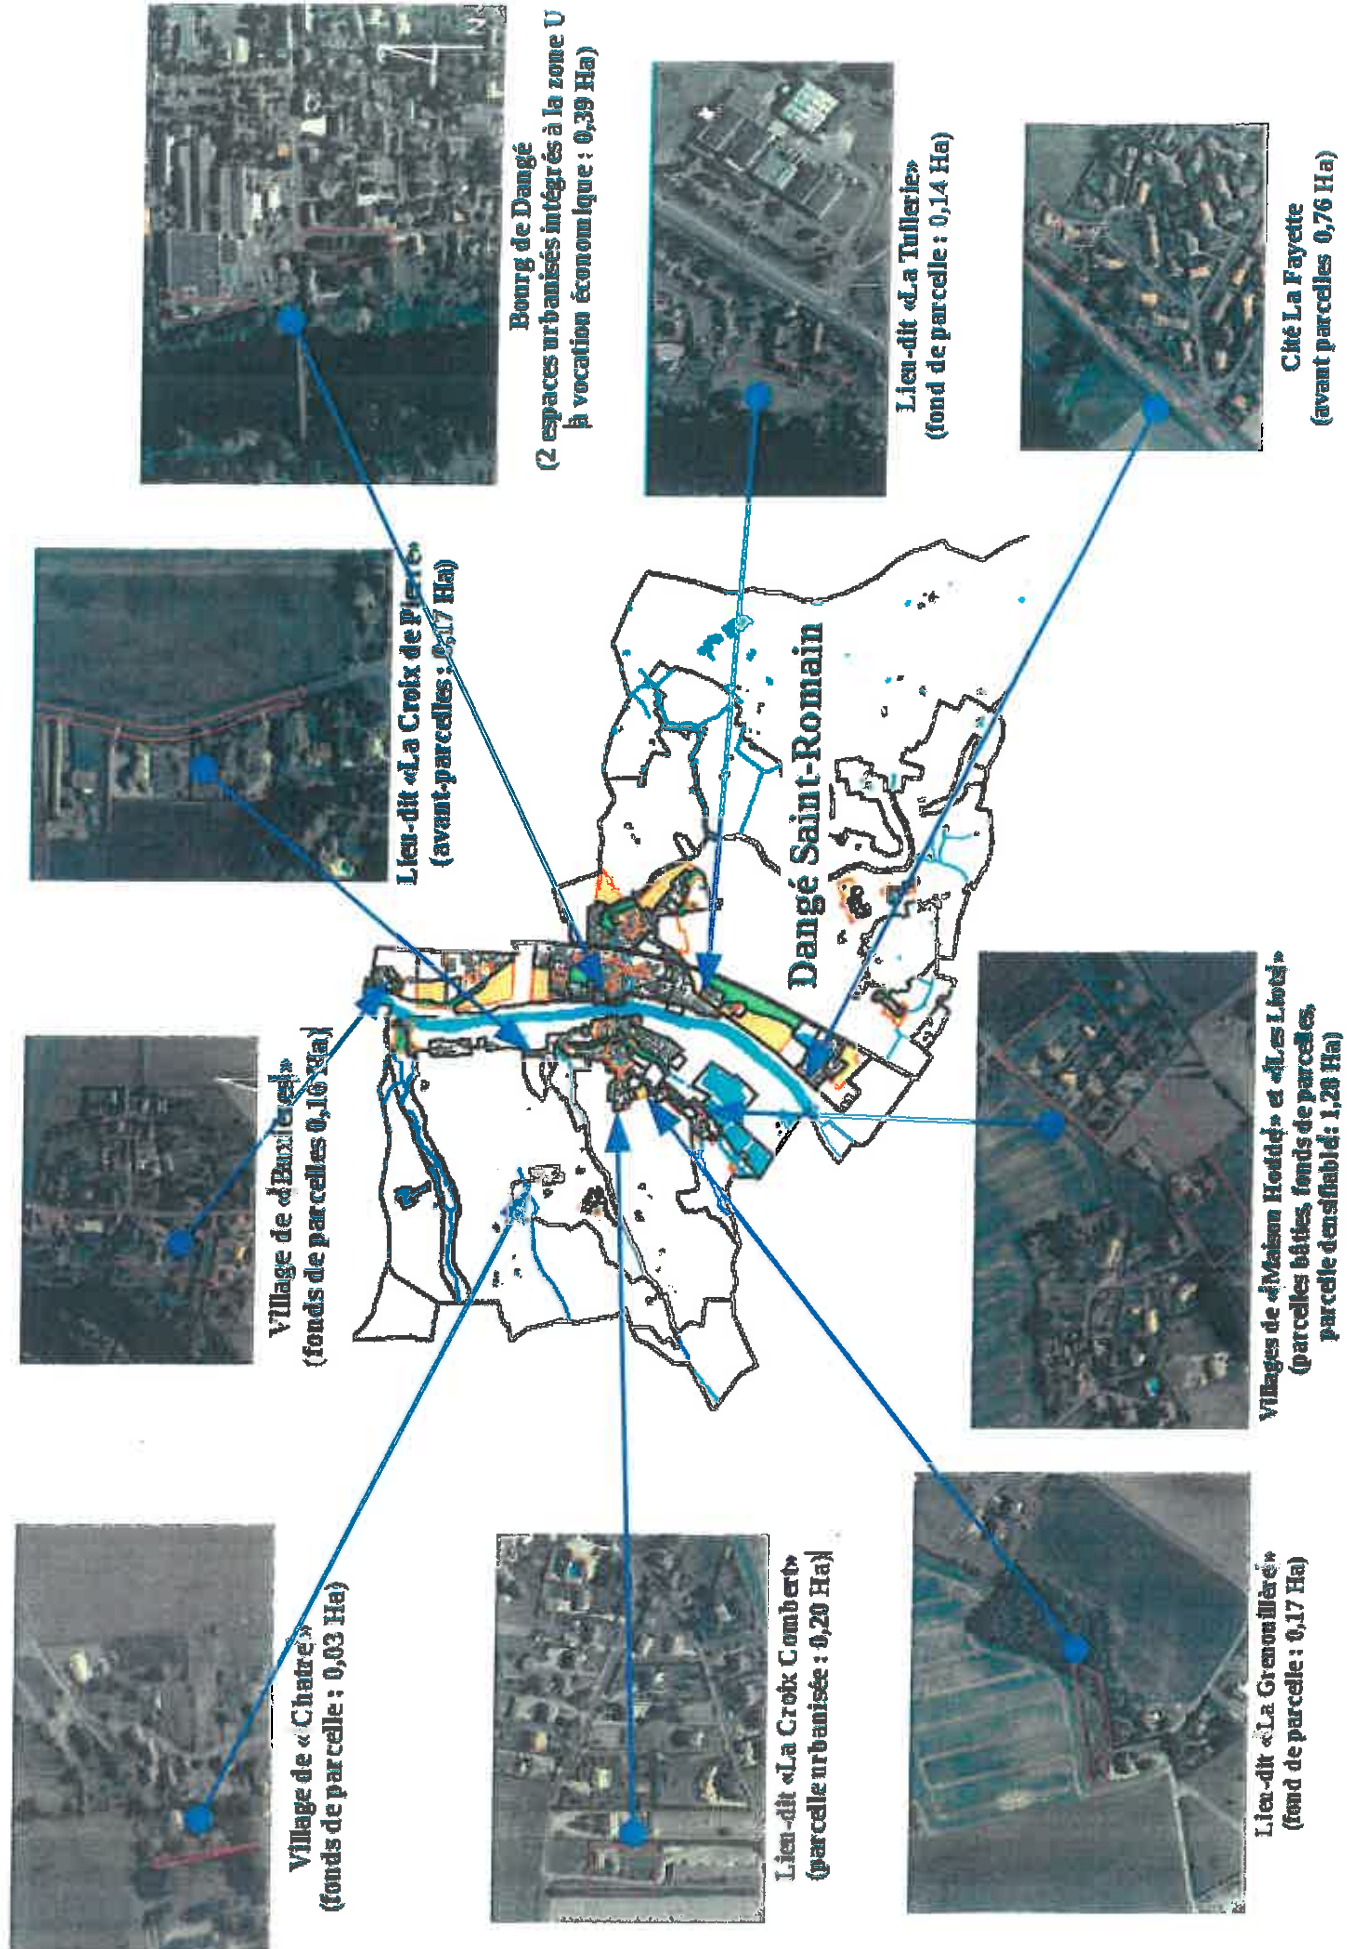 Village de « Chatre »
(fonds de parcelle : 0,03 Ha)
Village de «Buxières»
(fonds de parcelles 0,16 Ha)
Lieu-dit «La Croix de Pierre»
(avant-parcelles : 0,17 Ha)
Bourg de Dangé
(2 espaces urbanisés intégrés à la zone U
à vocation économique : 0,39 Ha)
Lieu-dit «La Croix Combert»
(parcelle urbanisée : 0,20 Ha)
Dangé Saint-Romain
Lieu-dit «La Tuilerie»
(fond de parcelle : 0,14 Ha)
Lieu-dit «La Grenouillère»
(fond de parcelle : 0,17 Ha)
Villages de «Maison Hodde» et «Les Liots»
(parcelles bâties, fonds de parcelles,
parcelle densifiable : 1,28 Ha)
Cité La Fayette
(avant parcelles 0,76 Ha)
N